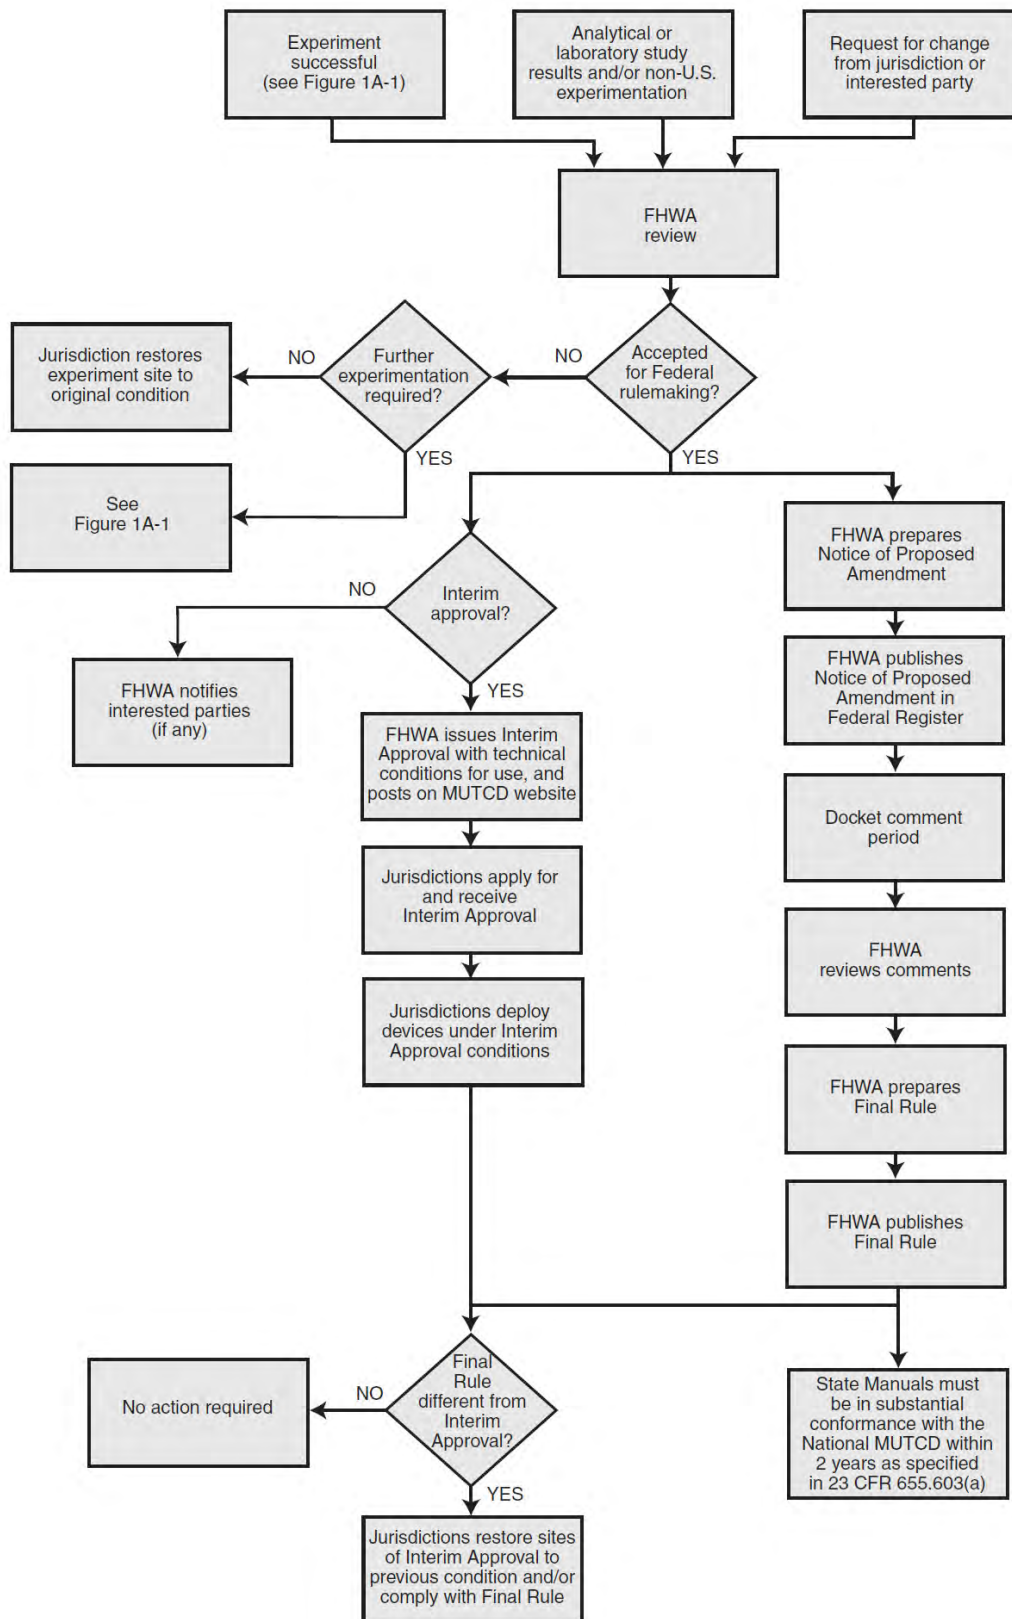 Experiment
successful
(see Figure 1A-1)
Analytical or
laboratory study
results and/or non-U.S.
experimentation
Request for change
from jurisdiction or
interested party
FHWA
review
Jurisdiction restores
experiment site to
original condition
NO
Further
experimentation
required?
NO
Accepted
for Federal
rulemaking?
YES
YES
See
Figure 1A-1
FHWA prepares
Notice of Proposed
Amendment
NO
Interim
approval?
YES
FHWA notifies
interested parties
(if any)
FHWA publishes
Notice of Proposed
Amendment in
Federal Register
FHWA issues Interim
Approval with technical
conditions for use, and
posts on MUTCD website
Docket comment
period
Jurisdictions apply for
and receive
Interim Approval
FHWA
reviews comments
Jurisdictions deploy
devices under Interim
Approval conditions
FHWA prepares
Final Rule
FHWA publishes
Final Rule
No action required
NO
Final
Rule
different from
Interim
Approval?
YES
State Manuals must
be in substantial
conformance with the
National MUTCD within
2 years as specified
in 23 CFR 655.603(a)
Jurisdictions restore sites
of Interim Approval to
previous condition and/or
comply with Final Rule